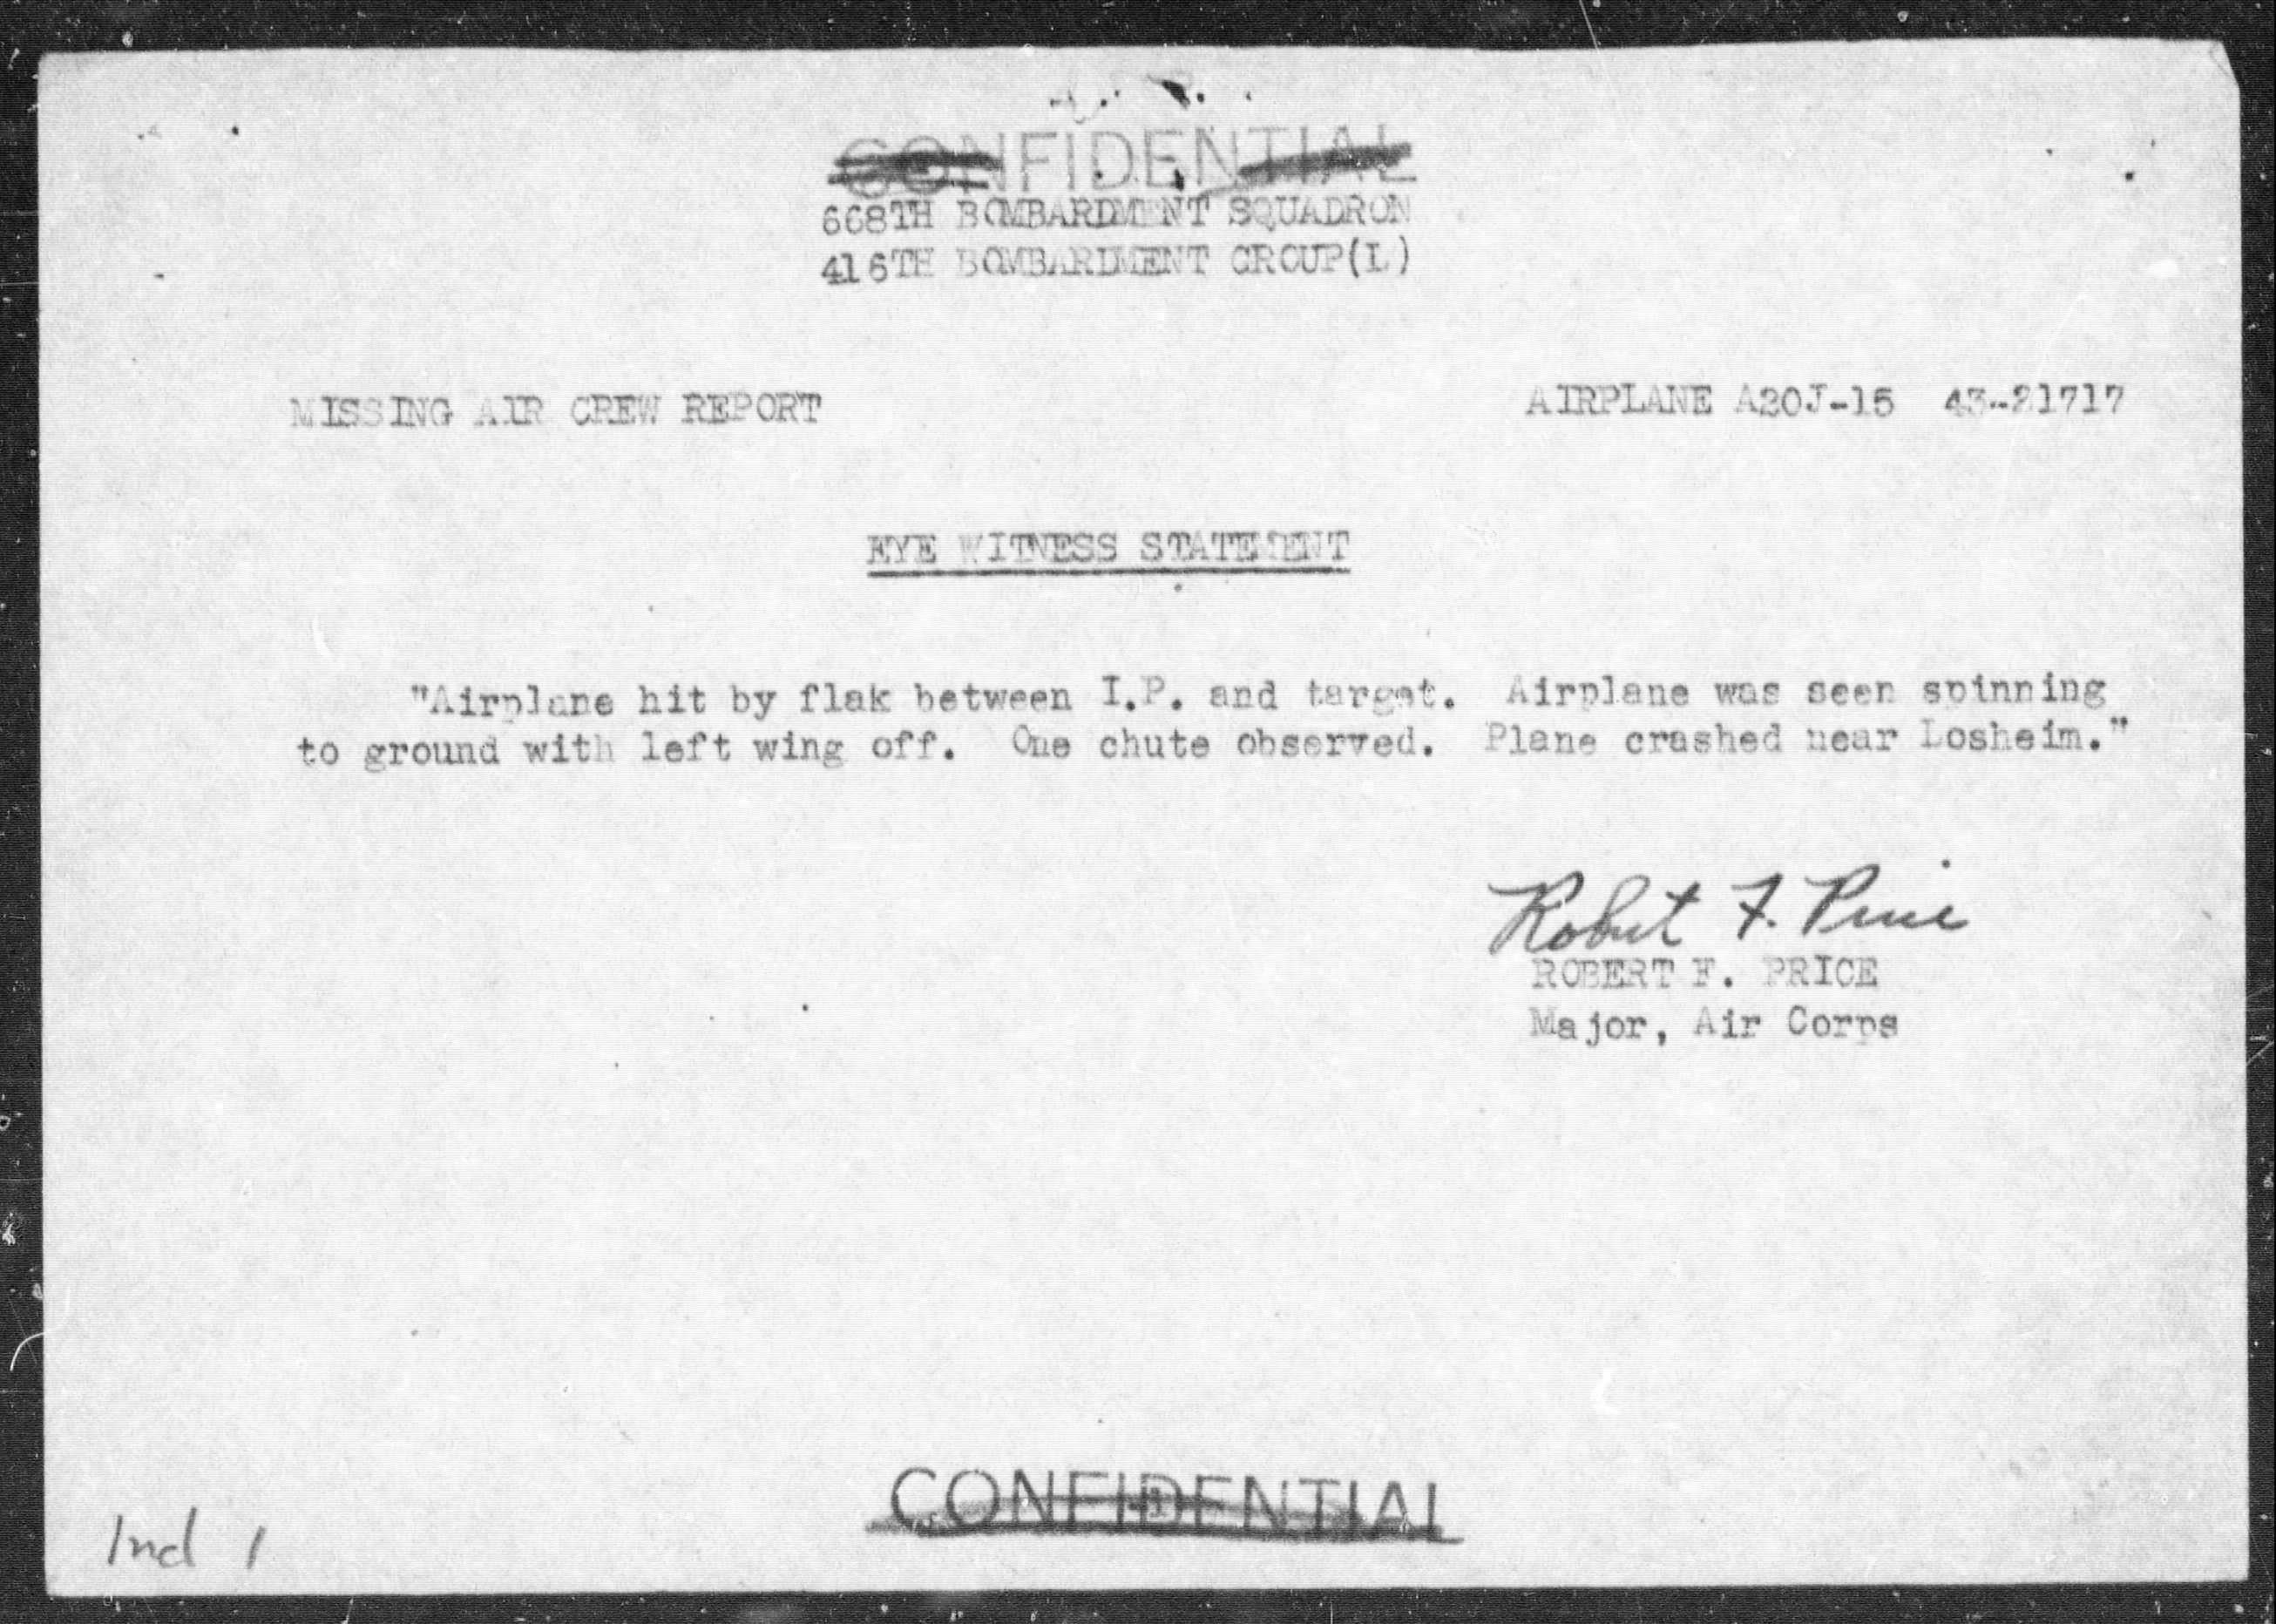 CONFIDENTIAL
668TH BOMBARDMENT SQUADRON
416TH BOMBARDMENT GROUP(L)
MISSING AIR CREW REPORT AIRPLANE A20J-15 43-21717
EYE WITNESS STATEMENT
"Airplane hit by flak between I.P. and target. Airplane was seen spinning
to ground with left wing off. One chute observed. Plane crashed near Losheim."
Robert F. Price
ROBERT F. PRICE
Major, Air Corps
CONFIDENTIAL
Incl 1